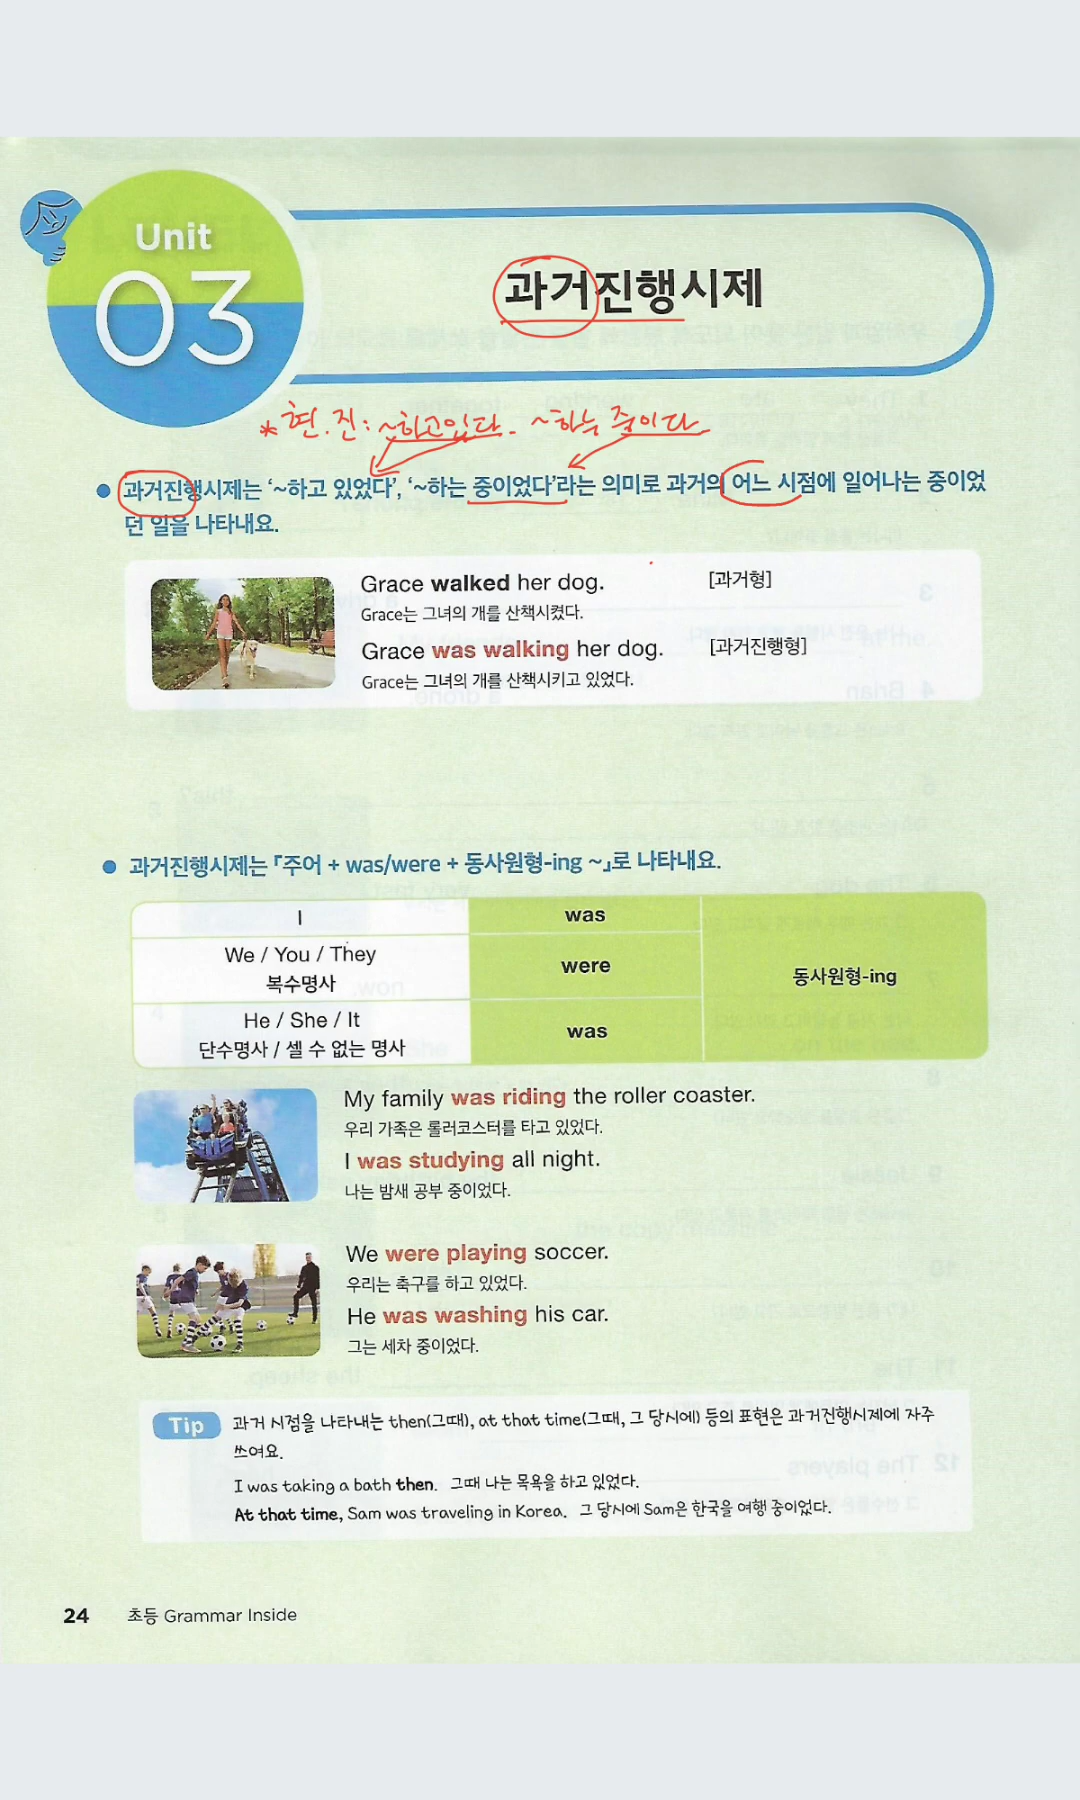 Unit
03
과거진행시제
* 현.진: ~하고있다. ~하는 중이다.
● 과거진행시제는 ‘~하고 있었다’, ‘~하는 중이었다’라는 의미로 과거의 어느 시점에 일어나는 중이었
던 일을 나타내요.
Grace walked her dog. [과거형]
Grace는 그녀의 개를 산책시켰다.
Grace was walking her dog. [과거진행형]
Grace는 그녀의 개를 산책시키고 있었다.
● 과거진행시제는 『주어 + was/were + 동사원형-ing ~』로 나타내요.
I was
We / You / They
복수명사
were
동사원형-ing
He / She / It
단수명사 / 셀 수 없는 명사
was
My family was riding the roller coaster.
우리 가족은 롤러코스터를 타고 있었다.
I was studying all night.
나는 밤새 공부 중이었다.
We were playing soccer.
우리는 축구를 하고 있었다.
He was washing his car.
그는 세차 중이었다.
Tip 과거 시점을 나타내는 then(그때), at that time(그때, 그 당시에) 등의 표현은 과거진행시제에 자주
쓰여요.
I was taking a bath then. 그때 나는 목욕을 하고 있었다.
At that time, Sam was traveling in Korea. 그 당시에 Sam은 한국을 여행 중이었다.
24 초등 Grammar Inside